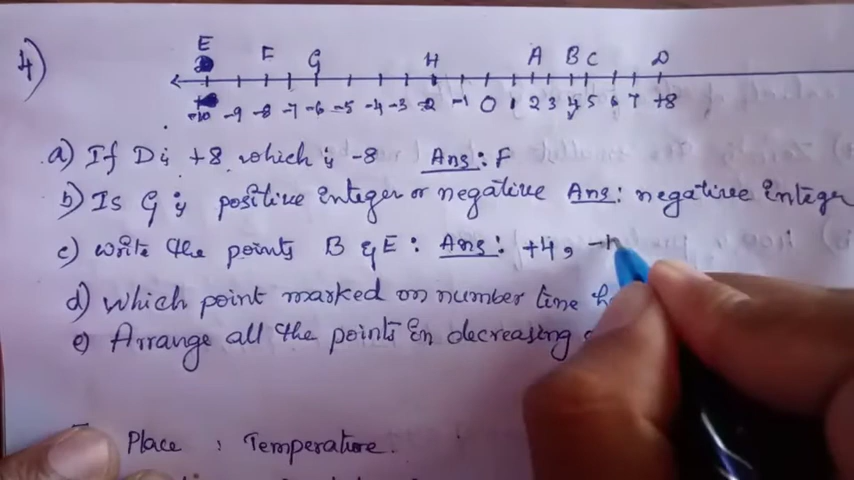 4)
E F G H A B C D
-10 -9 -8 -7 -6 -5 -4 -3 -2 -1 0 1 2 3 4 5 6 7 +8
a) If D is +8 which is -8 Ans: F
b) Is G is positive Integer or negative Ans: negative Integer
c) write the points B & E: Ans: +4,
d) which point marked on number line
e) Arrange all the points in decreasing
Place : Temperature.